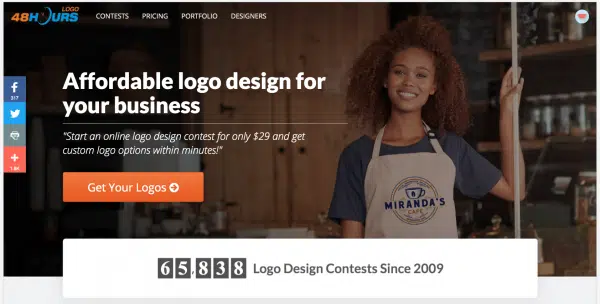 48HOURS LOGO
CONTESTS PRICING PORTFOLIO DESIGNERS
Affordable logo design for
your business
"Start an online logo design contest for only $29 and get
custom logo options within minutes!"
Get Your Logos
317
MIRANDA'S
CAFE
65,838 Logo Design Contests Since 2009